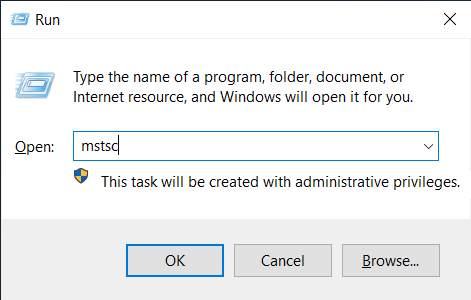 Run
Type the name of a program, folder, document, or
Internet resource, and Windows will open it for you.
Open: mstsc
This task will be created with administrative privileges.
OK Cancel Browse...